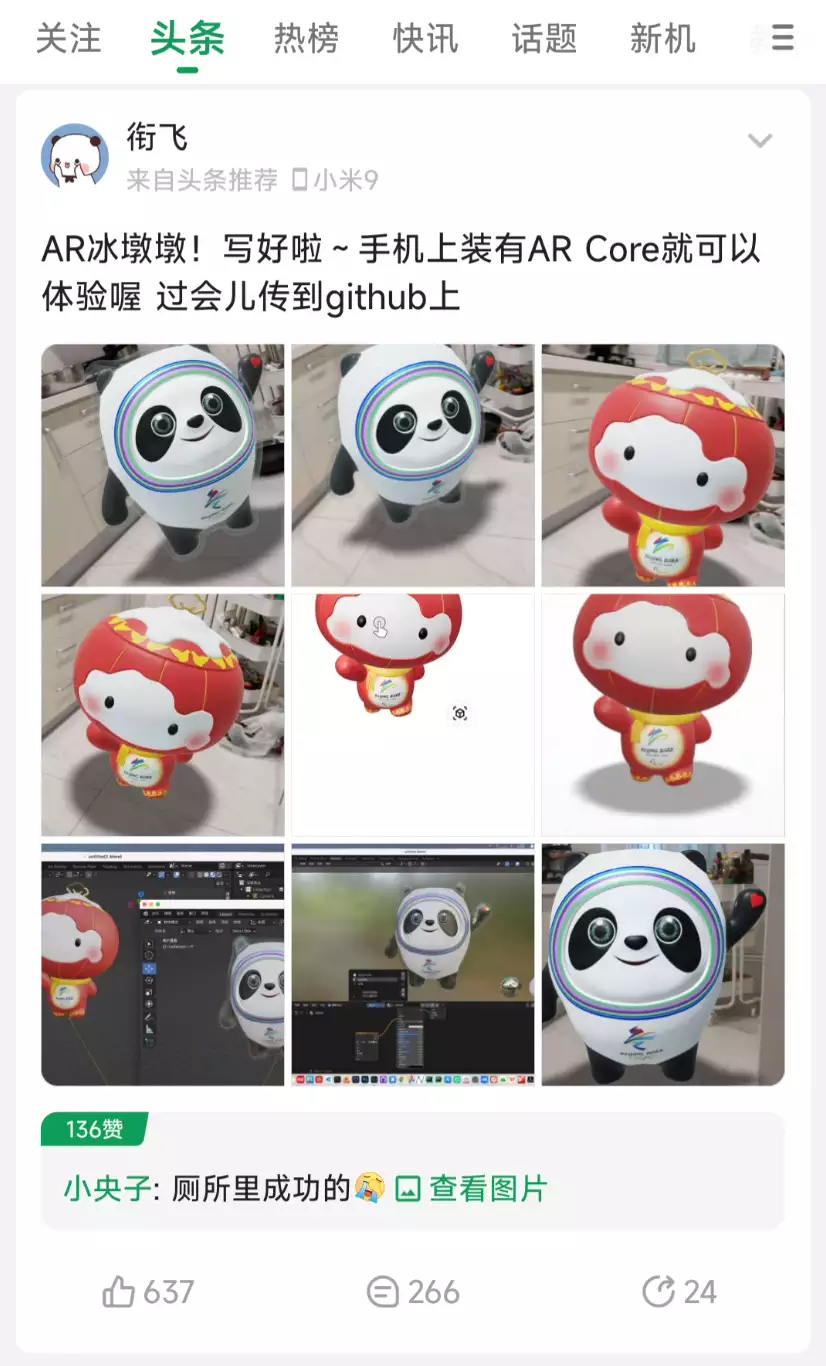 关注 头条 热榜 快讯 话题 新机
衔飞
来自头条推荐 小米9
AR冰墩墩！写好啦～手机上装有AR Core就可以
体验喔 过会儿传到github上
136赞
小央子: 厕所里成功的😭 查看图片
637 266 24